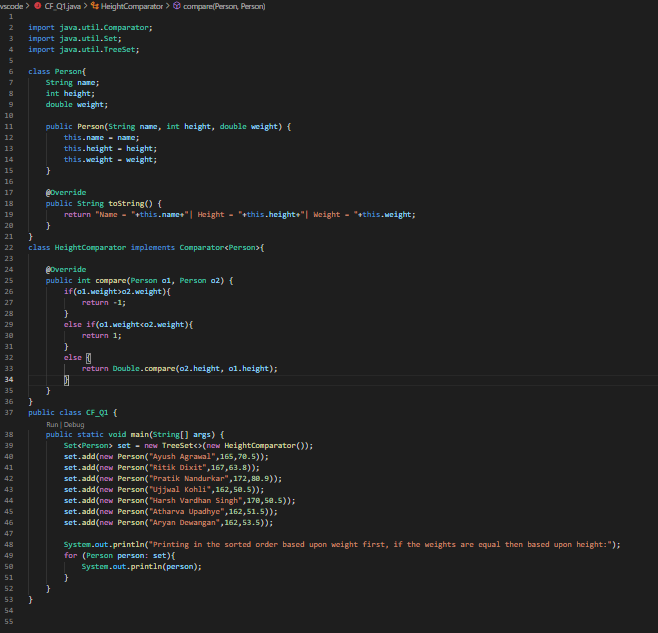 vscode > CF_Q1.java > HeightComparator > compare(Person, Person)
1
2 import java.util.Comparator;
3 import java.util.Set;
4 import java.util.TreeSet;
5
6 class Person{
7 String name;
8 int height;
9 double weight;
10
11 public Person(String name, int height, double weight) {
12 this.name = name;
13 this.height = height;
14 this.weight = weight;
15 }
16
17 @Override
18 public String toString() {
19 return "Name = "+this.name+"| Height = "+this.height+"| Weight = "+this.weight;
20 }
21 }
22 class HeightComparator implements Comparator<Person>{
23
24 @Override
25 public int compare(Person o1, Person o2) {
26 if(o1.weight>o2.weight){
27 return -1;
28 }
29 else if(o1.weight<o2.weight){
30 return 1;
31 }
32 else {
33 return Double.compare(o2.height, o1.height);
34 }
35 }
36 }
37 public class CF_Q1 {
Run | Debug
38 public static void main(String[] args) {
39 Set<Person> set = new TreeSet<>(new HeightComparator());
40 set.add(new Person("Ayush Agrawal",165,70.5));
41 set.add(new Person("Ritik Dixit",167,63.8));
42 set.add(new Person("Pratik Nandurkar",172,80.9));
43 set.add(new Person("Ujjwal Kohli",162,50.5));
44 set.add(new Person("Harsh Vardhan Singh",170,50.5));
45 set.add(new Person("Atharva Upadhye",162,51.5));
46 set.add(new Person("Aryan Dewangan",162,53.5));
47
48 System.out.println("Printing in the sorted order based upon weight first, if the weights are equal then based upon height:");
49 for (Person person: set){
50 System.out.println(person);
51 }
52 }
53 }
54
55